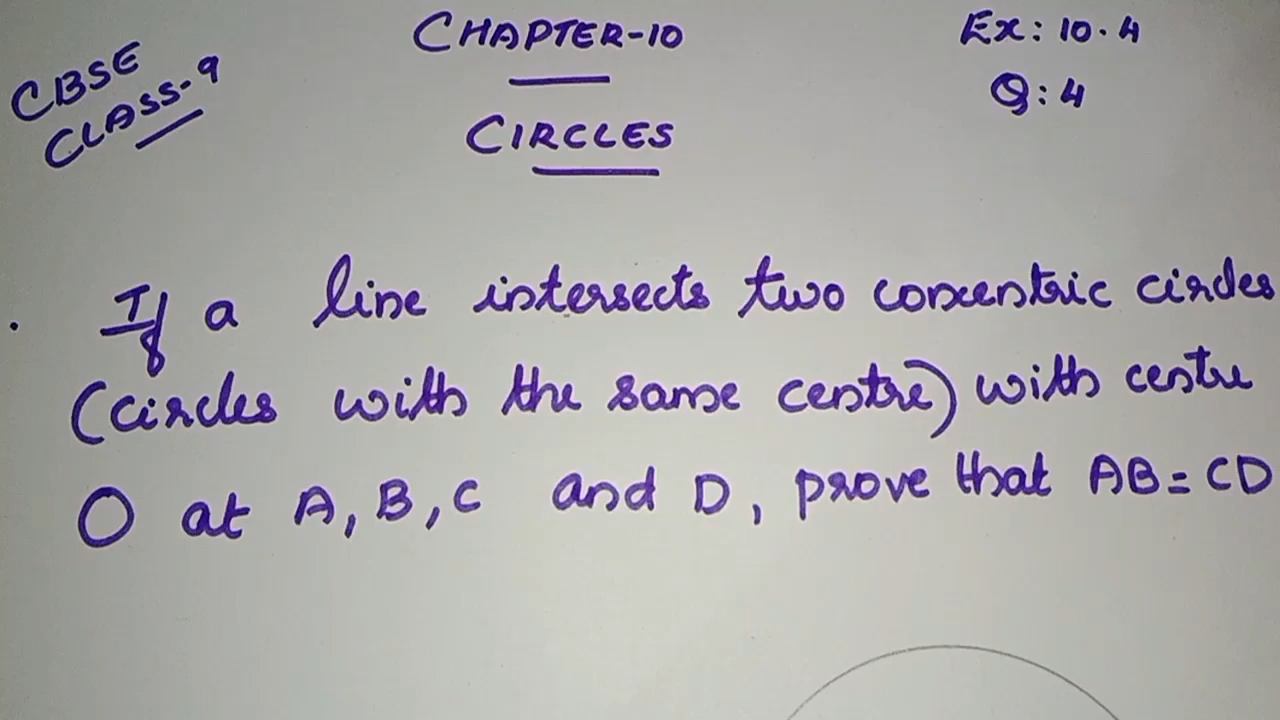 CBSE
CLASS-9
CHAPTER-10
CIRCLES
Ex: 10.4
Q: 4
If a line intersects two concentric circles
(circles with the same centre) with centre
O at A, B, C and D, prove that AB = CD